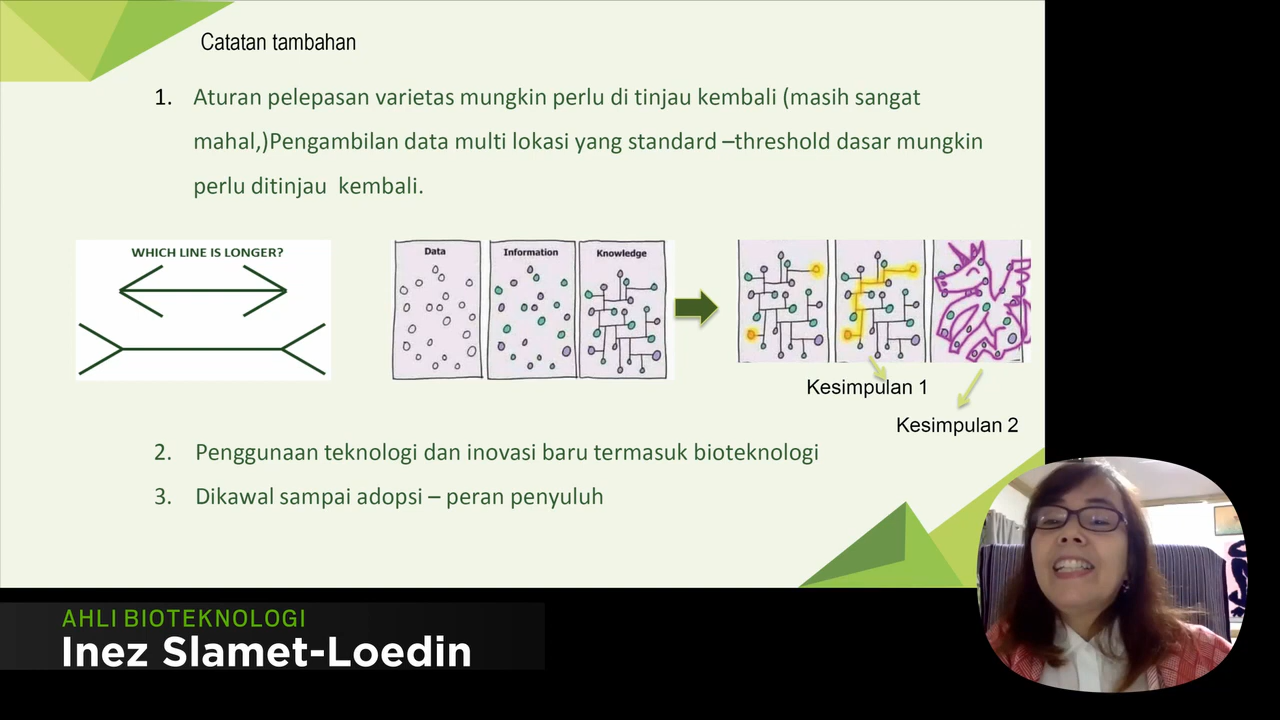 Catatan tambahan
1. Aturan pelepasan varietas mungkin perlu di tinjau kembali (masih sangat
mahal,)Pengambilan data multi lokasi yang standard –threshold dasar mungkin
perlu ditinjau kembali.
WHICH LINE IS LONGER?
Data
Information
Knowledge
Kesimpulan 1
Kesimpulan 2
2. Penggunaan teknologi dan inovasi baru termasuk bioteknologi
3. Dikawal sampai adopsi – peran penyuluh
AHLI BIOTEKNOLOGI
Inez Slamet-Loedin